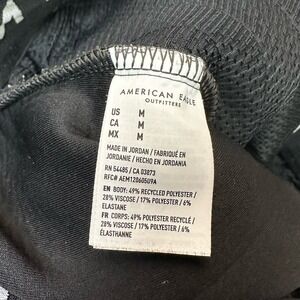 AMERICAN EAGLE
OUTFITTERS
US M
CA M
MX M
MADE IN JORDAN / FABRIQUÉ EN
JORDANIE / HECHO EN JORDANIA
RN 54485 / CA 03873
RFC# AEM120605U9A
EN BODY: 49% RECYCLED POLYESTER /
28% VISCOSE / 17% POLYESTER / 6%
ELASTANE
FR CORPS: 49% POLYESTER RECYCLÉ /
28% VISCOSE / 17% POLYESTER / 6%
ÉLASTHANNE